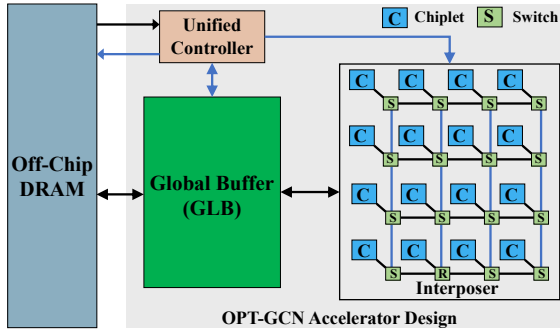 Unified
Controller
C Chiplet S Switch
C C C C
S S S S
C C C C
S S S S
Off-Chip
DRAM
Global Buffer
(GLB)
C C C C
S S S S
C C C C
S R S S
Interposer
OPT-GCN Accelerator Design